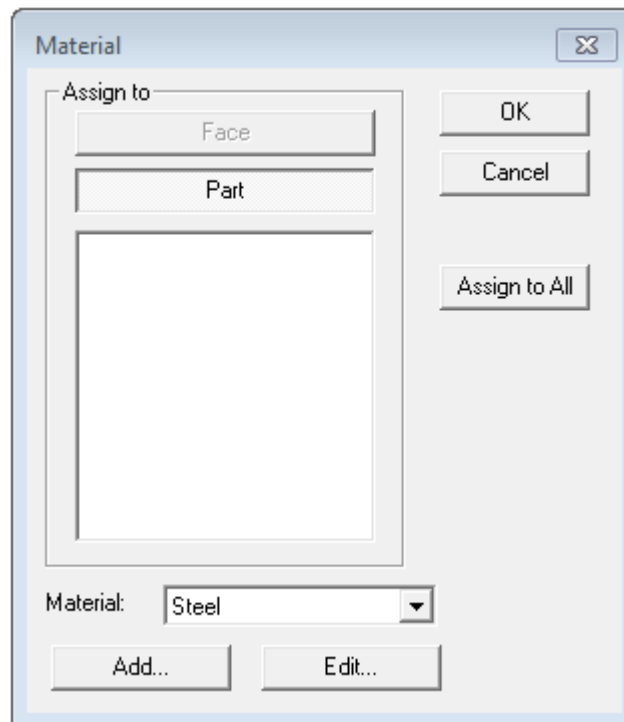 Material
Assign to
Face
Part
OK
Cancel
Assign to All
Material:
Steel
Add...
Edit...